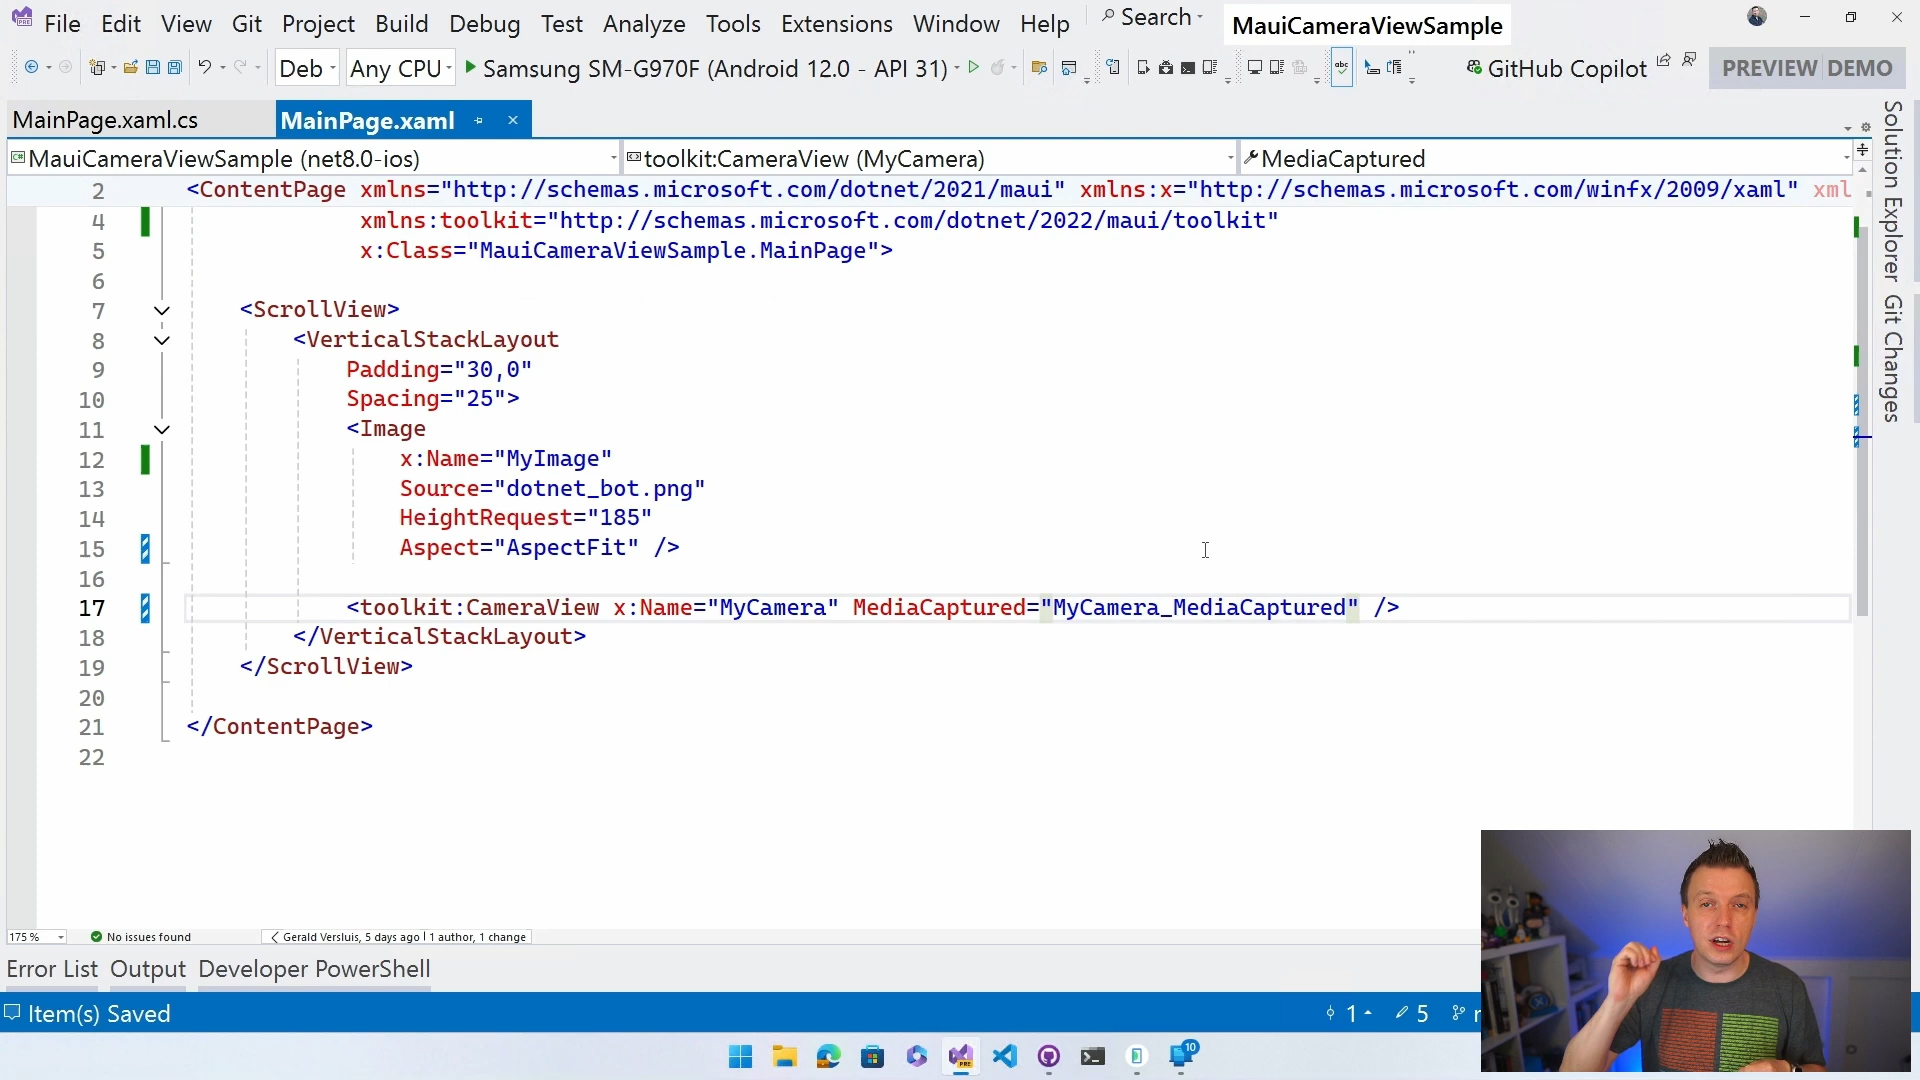 File Edit View Git Project Build Debug Test Analyze Tools Extensions Window Help Search MauiCameraViewSample
Deb Any CPU Samsung SM-G970F (Android 12.0 - API 31) GitHub Copilot PREVIEW DEMO
MainPage.xaml.cs MainPage.xaml
MauiCameraViewSample (net8.0-ios) toolkit:CameraView (MyCamera) MediaCaptured
2 <ContentPage xmlns="http://schemas.microsoft.com/dotnet/2021/maui" xmlns:x="http://schemas.microsoft.com/winfx/2009/xaml" xml
4 xmlns:toolkit="http://schemas.microsoft.com/dotnet/2022/maui/toolkit"
5 x:Class="MauiCameraViewSample.MainPage">
6
7 <ScrollView>
8 <VerticalStackLayout
9 Padding="30,0"
10 Spacing="25">
11 <Image
12 x:Name="MyImage"
13 Source="dotnet_bot.png"
14 HeightRequest="185"
15 Aspect="AspectFit" />
16
17 <toolkit:CameraView x:Name="MyCamera" MediaCaptured="MyCamera_MediaCaptured" />
18 </VerticalStackLayout>
19 </ScrollView>
20
21 </ContentPage>
22
Solution Explorer
Git Changes
175 % No issues found Gerald Versluis, 5 days ago | 1 author, 1 change
Error List Output Developer PowerShell
Item(s) Saved 1 5
10